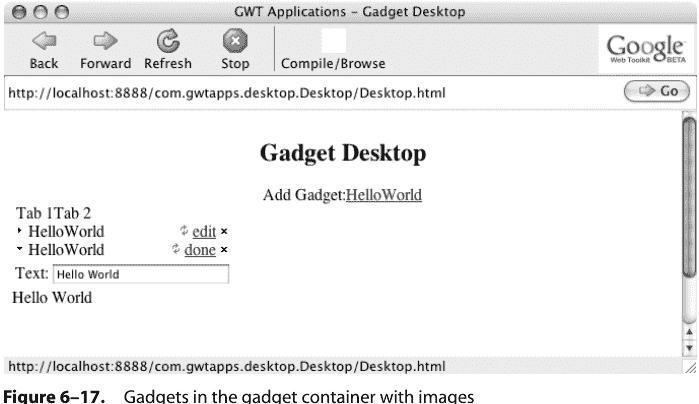 GWT Applications – Gadget Desktop
Back Forward Refresh Stop Compile/Browse
Google
Web Toolkit BETA
http://localhost:8888/com.gwtapps.desktop.Desktop/Desktop.html Go
Gadget Desktop
Add Gadget:HelloWorld
Tab 1Tab 2
HelloWorld edit ×
HelloWorld done ×
Text: Hello World
Hello World
http://localhost:8888/com.gwtapps.desktop.Desktop/Desktop.html
Figure 6–17. Gadgets in the gadget container with images